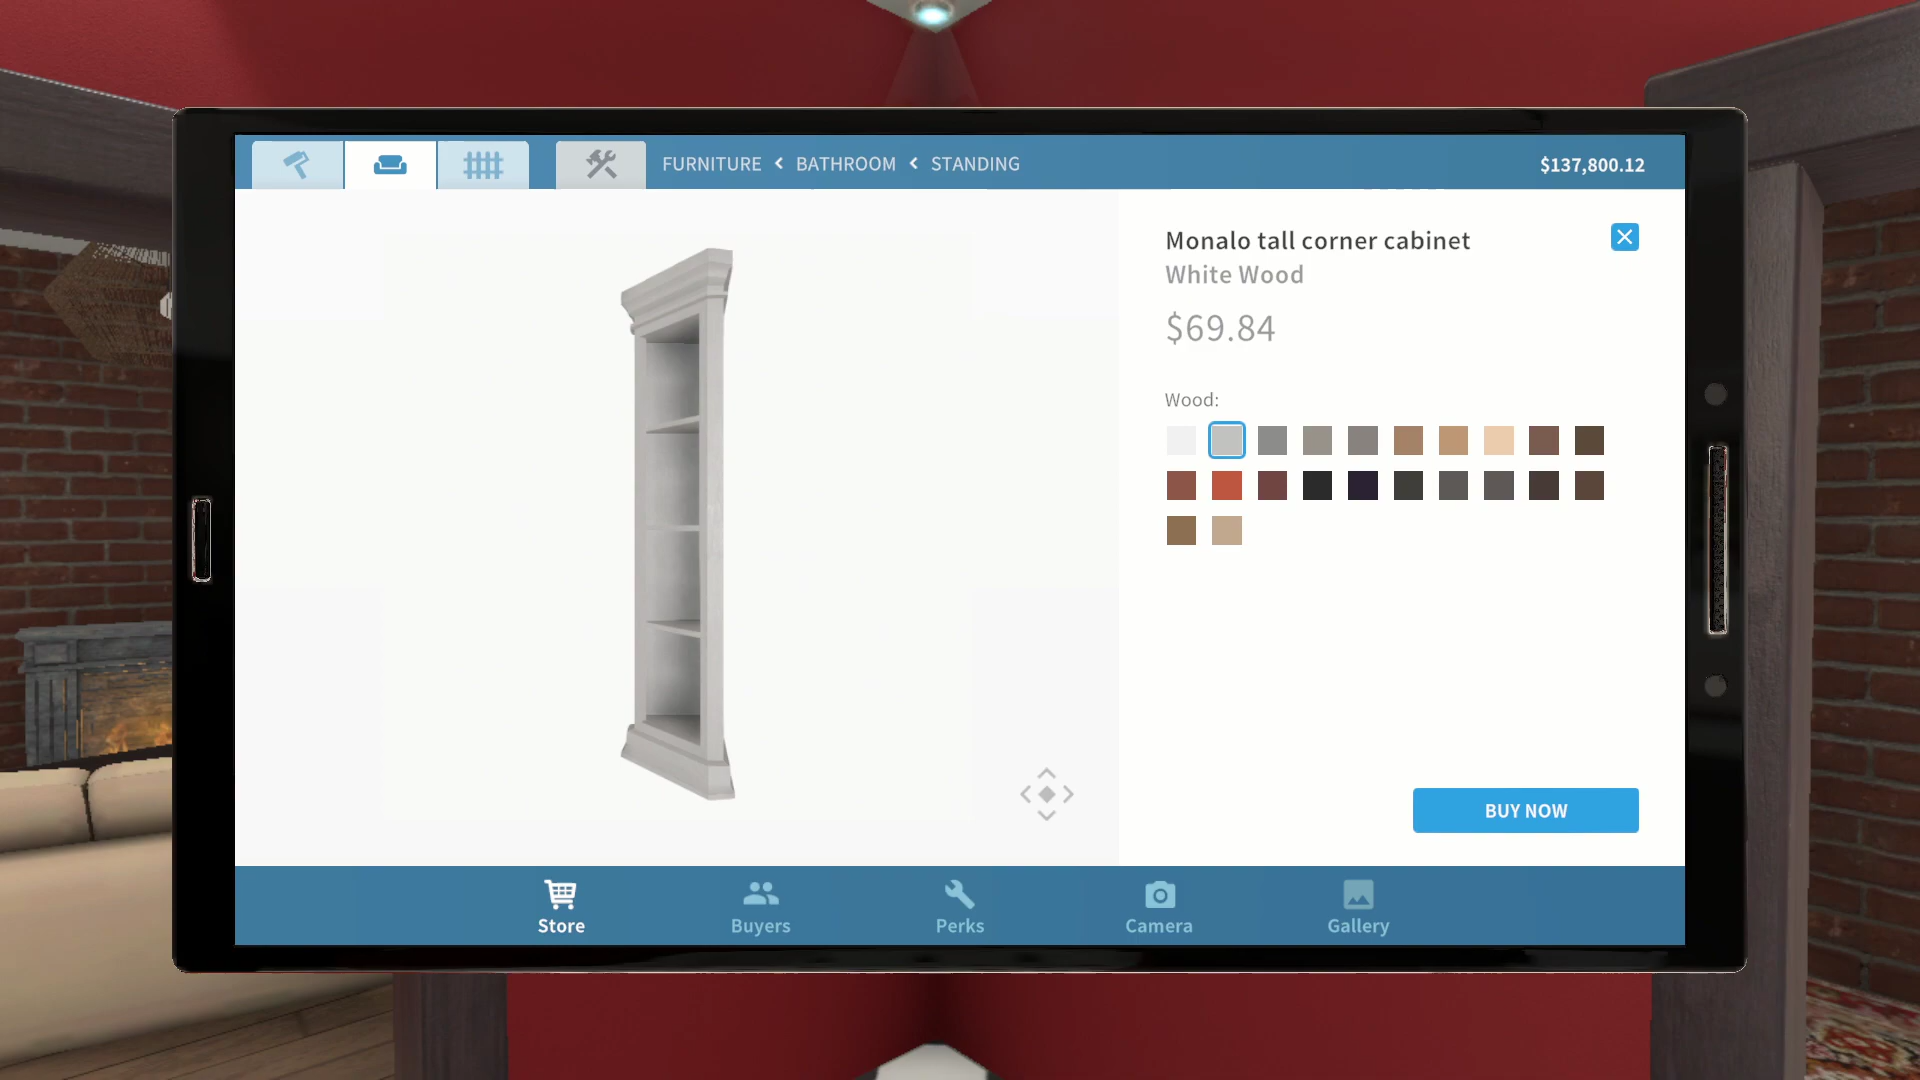 FURNITURE < BATHROOM < STANDING
$137,800.12
Monalo tall corner cabinet
White Wood
$69.84
Wood:
BUY NOW
Store
Buyers
Perks
Camera
Gallery